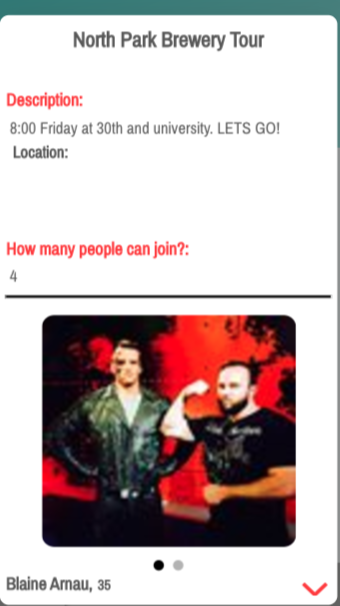 North Park Brewery Tour
Description:
8:00 Friday at 30th and university. LETS GO!
Location:
How many people can join?:
4
Blaine Arnau, 35